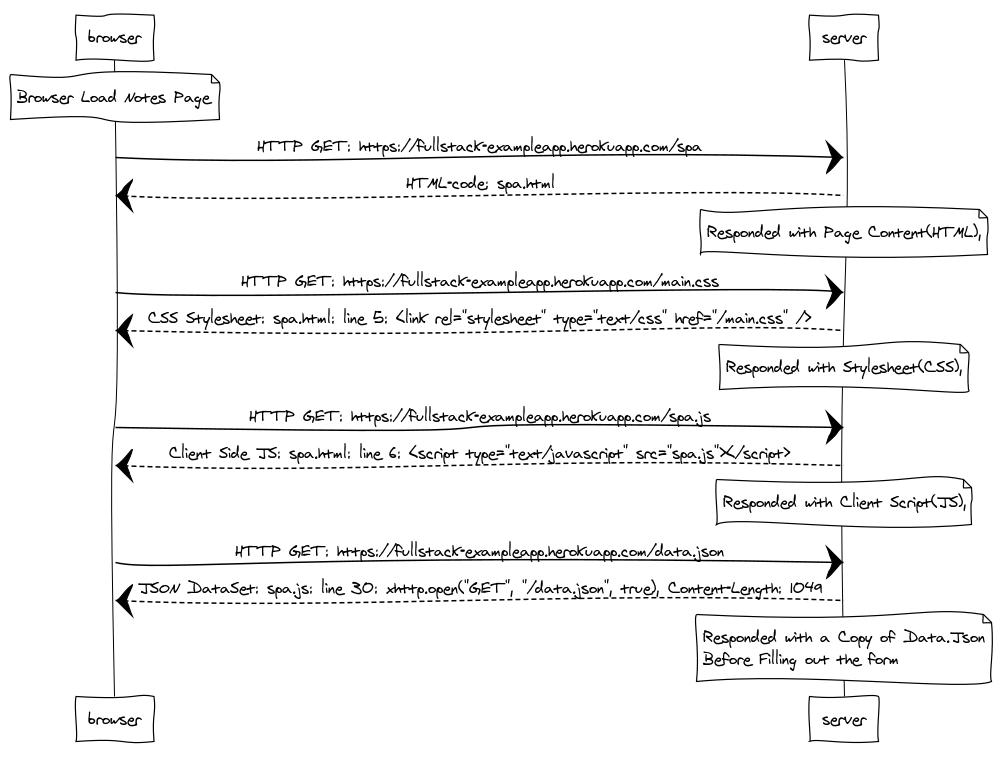 browser
server
Browser Load Notes Page
HTTP GET: https://fullstack-exampleapp.herokuapp.com/spa
HTML-code; spa.html
Responded with Page Content(HTML),
HTTP GET: https://fullstack-exampleapp.herokuapp.com/main.css
CSS Stylesheet: spa.html: line 5: <link rel="stylesheet" type="text/css" href="/main.css" />
Responded with Stylesheet(CSS),
HTTP GET: https://fullstack-exampleapp.herokuapp.com/spa.js
Client Side JS: spa.html: line 6: <script type="text/javascript" src="spa.js"></script>
Responded with Client Script(JS),
HTTP GET: https://fullstack-exampleapp.herokuapp.com/data.json
JSON DataSet: spa.js: line 30: xhttp.open("GET", "/data.json", true), Content-Length: 1049
Responded with a Copy of Data.Json
Before Filling out the form
browser
server